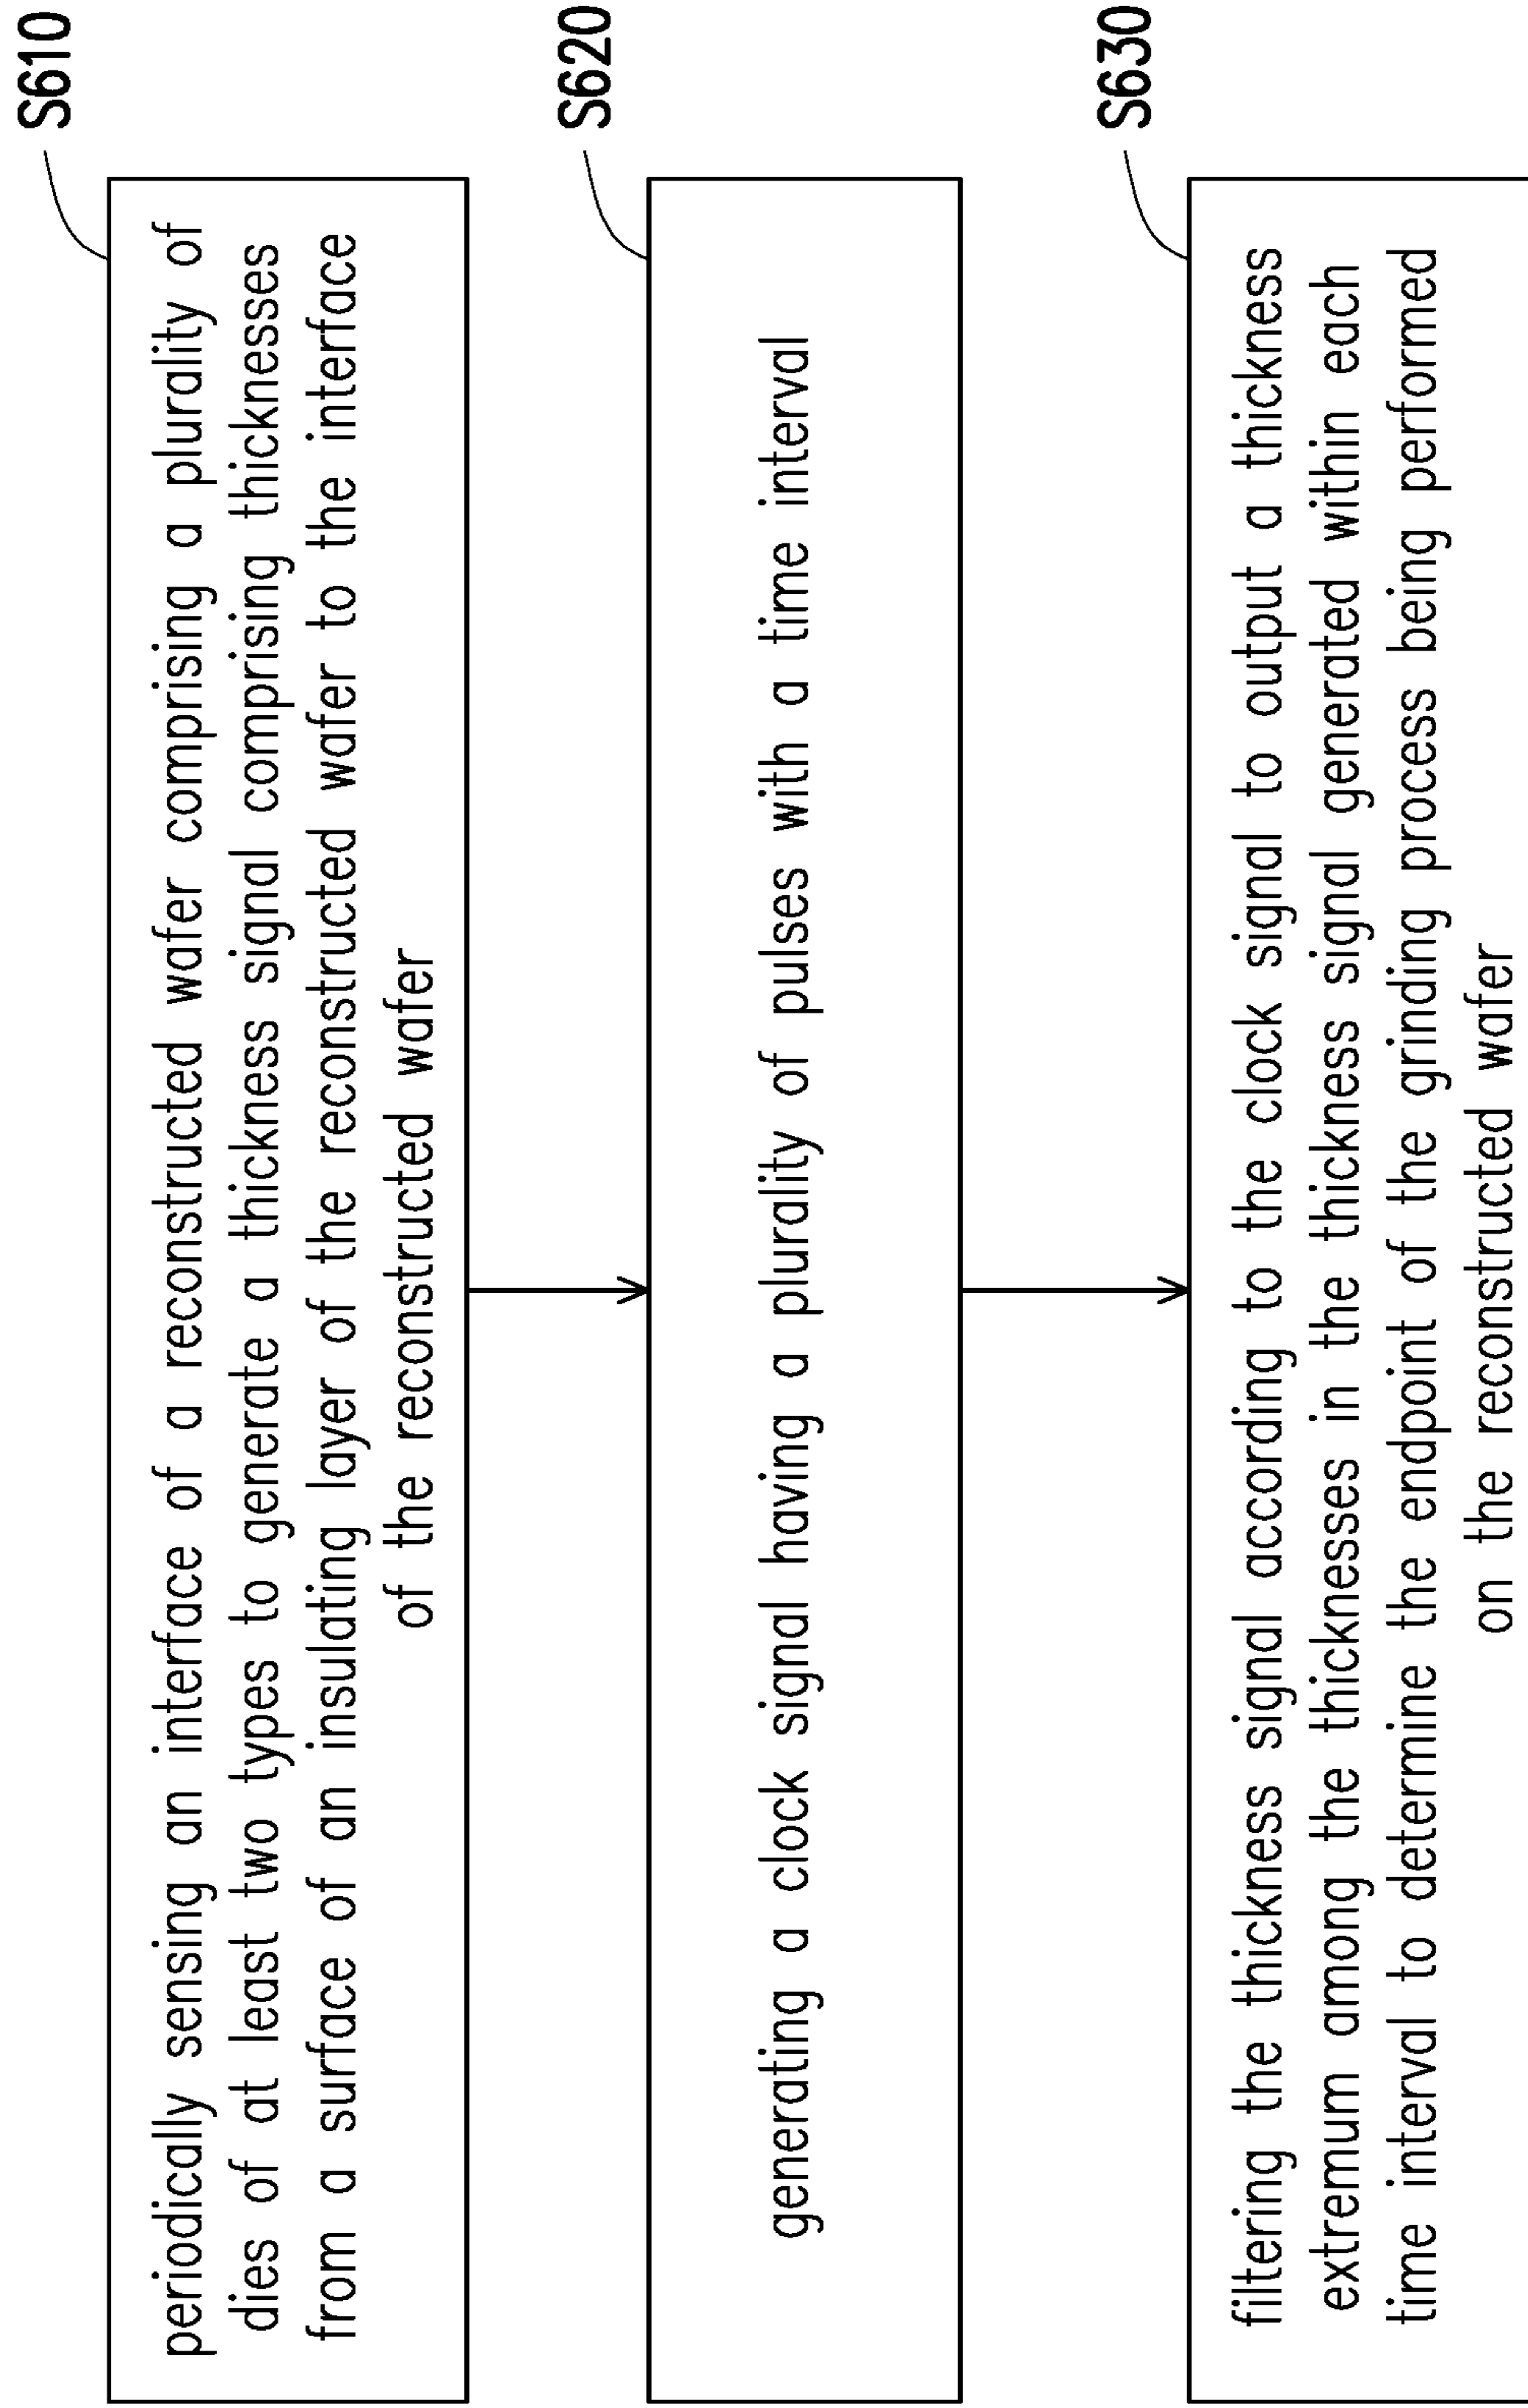 S610
periodically sensing an interface of a reconstructed wafer comprising a plurality of
dies of at least two types to generate a thickness signal comprising thicknesses
from a surface of an insulating layer of the reconstructed wafer to the interface
of the reconstructed wafer
S620
generating a clock signal having a plurality of pulses with a time interval
S630
filtering the thickness signal according to the clock signal to output a thickness
extremum among the thicknesses in the thickness signal generated within each
time interval to determine the endpoint of the grinding process being performed
on the reconstructed wafer